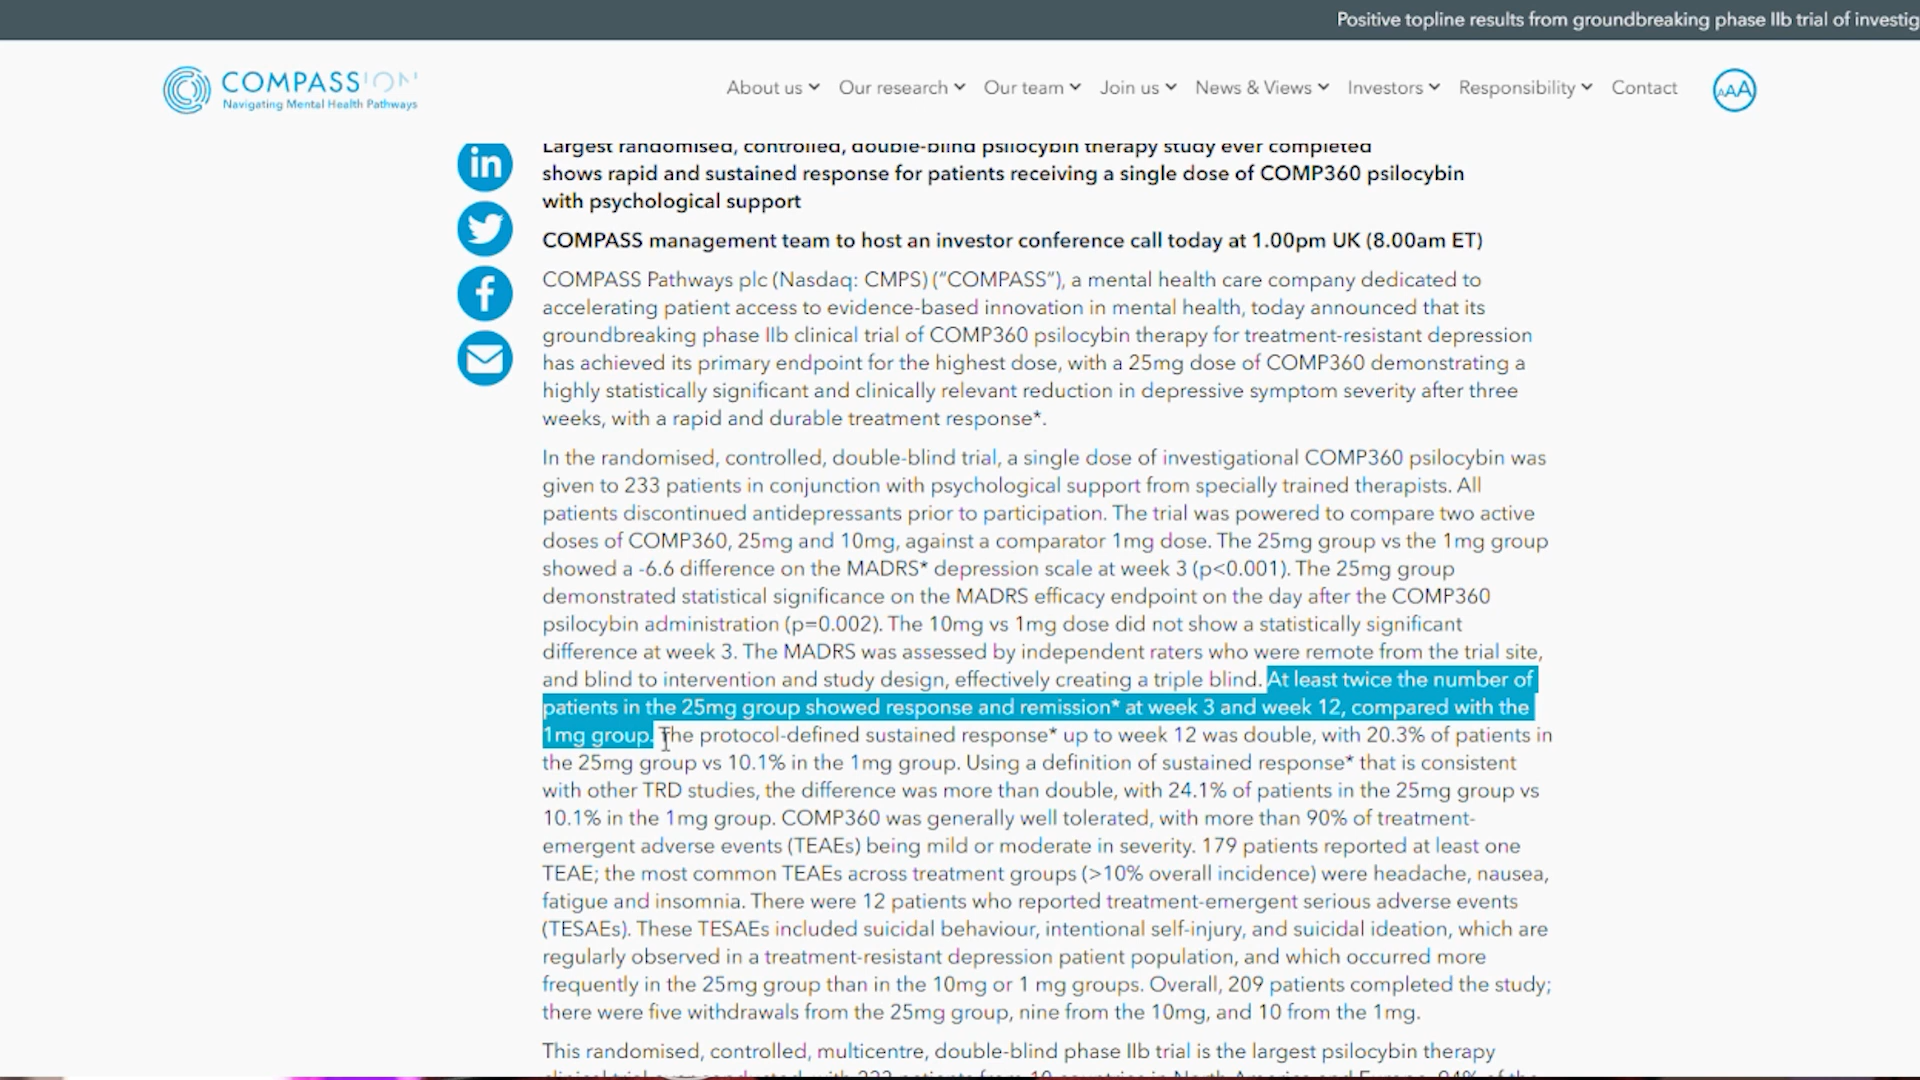 Positive topline results from groundbreaking phase IIb trial of investig
COMPASS
Navigating Mental Health Pathways
About us
Our research
Our team
Join us
News & Views
Investors
Responsibility
Contact
AAA
in
f
Largest randomised, controlled, double-blind psilocybin therapy study ever completed
shows rapid and sustained response for patients receiving a single dose of COMP360 psilocybin
with psychological support
COMPASS management team to host an investor conference call today at 1.00pm UK (8.00am ET)
COMPASS Pathways plc (Nasdaq: CMPS) (“COMPASS”), a mental health care company dedicated to
accelerating patient access to evidence-based innovation in mental health, today announced that its
groundbreaking phase IIb clinical trial of COMP360 psilocybin therapy for treatment-resistant depression
has achieved its primary endpoint for the highest dose, with a 25mg dose of COMP360 demonstrating a
highly statistically significant and clinically relevant reduction in depressive symptom severity after three
weeks, with a rapid and durable treatment response*.
In the randomised, controlled, double-blind trial, a single dose of investigational COMP360 psilocybin was
given to 233 patients in conjunction with psychological support from specially trained therapists. All
patients discontinued antidepressants prior to participation. The trial was powered to compare two active
doses of COMP360, 25mg and 10mg, against a comparator 1mg dose. The 25mg group vs the 1mg group
showed a -6.6 difference on the MADRS* depression scale at week 3 (p<0.001). The 25mg group
demonstrated statistical significance on the MADRS efficacy endpoint on the day after the COMP360
psilocybin administration (p=0.002). The 10mg vs 1mg dose did not show a statistically significant
difference at week 3. The MADRS was assessed by independent raters who were remote from the trial site,
and blind to intervention and study design, effectively creating a triple blind. At least twice the number of
patients in the 25mg group showed response and remission* at week 3 and week 12, compared with the
1mg group. The protocol-defined sustained response* up to week 12 was double, with 20.3% of patients in
the 25mg group vs 10.1% in the 1mg group. Using a definition of sustained response* that is consistent
with other TRD studies, the difference was more than double, with 24.1% of patients in the 25mg group vs
10.1% in the 1mg group. COMP360 was generally well tolerated, with more than 90% of treatment-
emergent adverse events (TEAEs) being mild or moderate in severity. 179 patients reported at least one
TEAE; the most common TEAEs across treatment groups (>10% overall incidence) were headache, nausea,
fatigue and insomnia. There were 12 patients who reported treatment-emergent serious adverse events
(TESAEs). These TESAEs included suicidal behaviour, intentional self-injury, and suicidal ideation, which are
regularly observed in a treatment-resistant depression patient population, and which occurred more
frequently in the 25mg group than in the 10mg or 1 mg groups. Overall, 209 patients completed the study;
there were five withdrawals from the 25mg group, nine from the 10mg, and 10 from the 1mg.
This randomised, controlled, multicentre, double-blind phase IIb trial is the largest psilocybin therapy